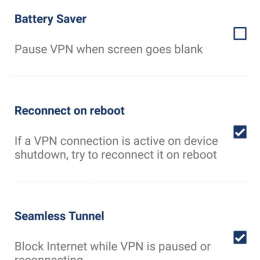 Battery Saver
Pause VPN when screen goes blank
Reconnect on reboot
If a VPN connection is active on device
shutdown, try to reconnect it on reboot
Seamless Tunnel
Block Internet while VPN is paused or
reconnecting